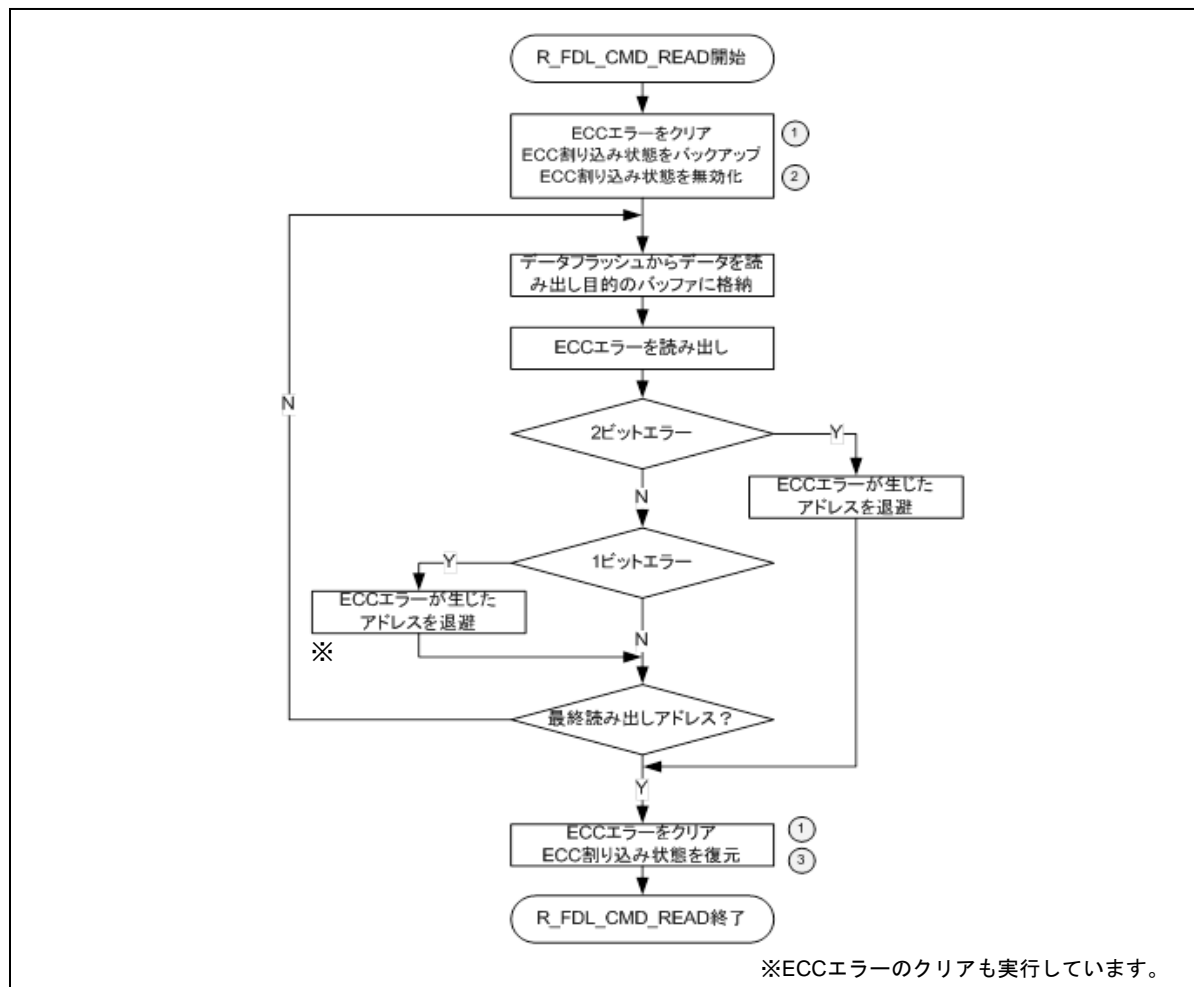 R_FDL_CMD_READ開始
ECCエラーをクリア
①
ECC割り込み状態をバックアップ
ECC割り込み状態を無効化
②
データフラッシュからデータを読
み出し目的のバッファに格納
ECCエラーを読み出し
N
2ビットエラー
Y
ECCエラーが生じた
アドレスを退避
N
1ビットエラー
Y
ECCエラーが生じた
アドレスを退避
※
N
最終読み出しアドレス？
Y
ECCエラーをクリア
①
ECC割り込み状態を復元
③
R_FDL_CMD_READ終了
※ECCエラーのクリアも実行しています。